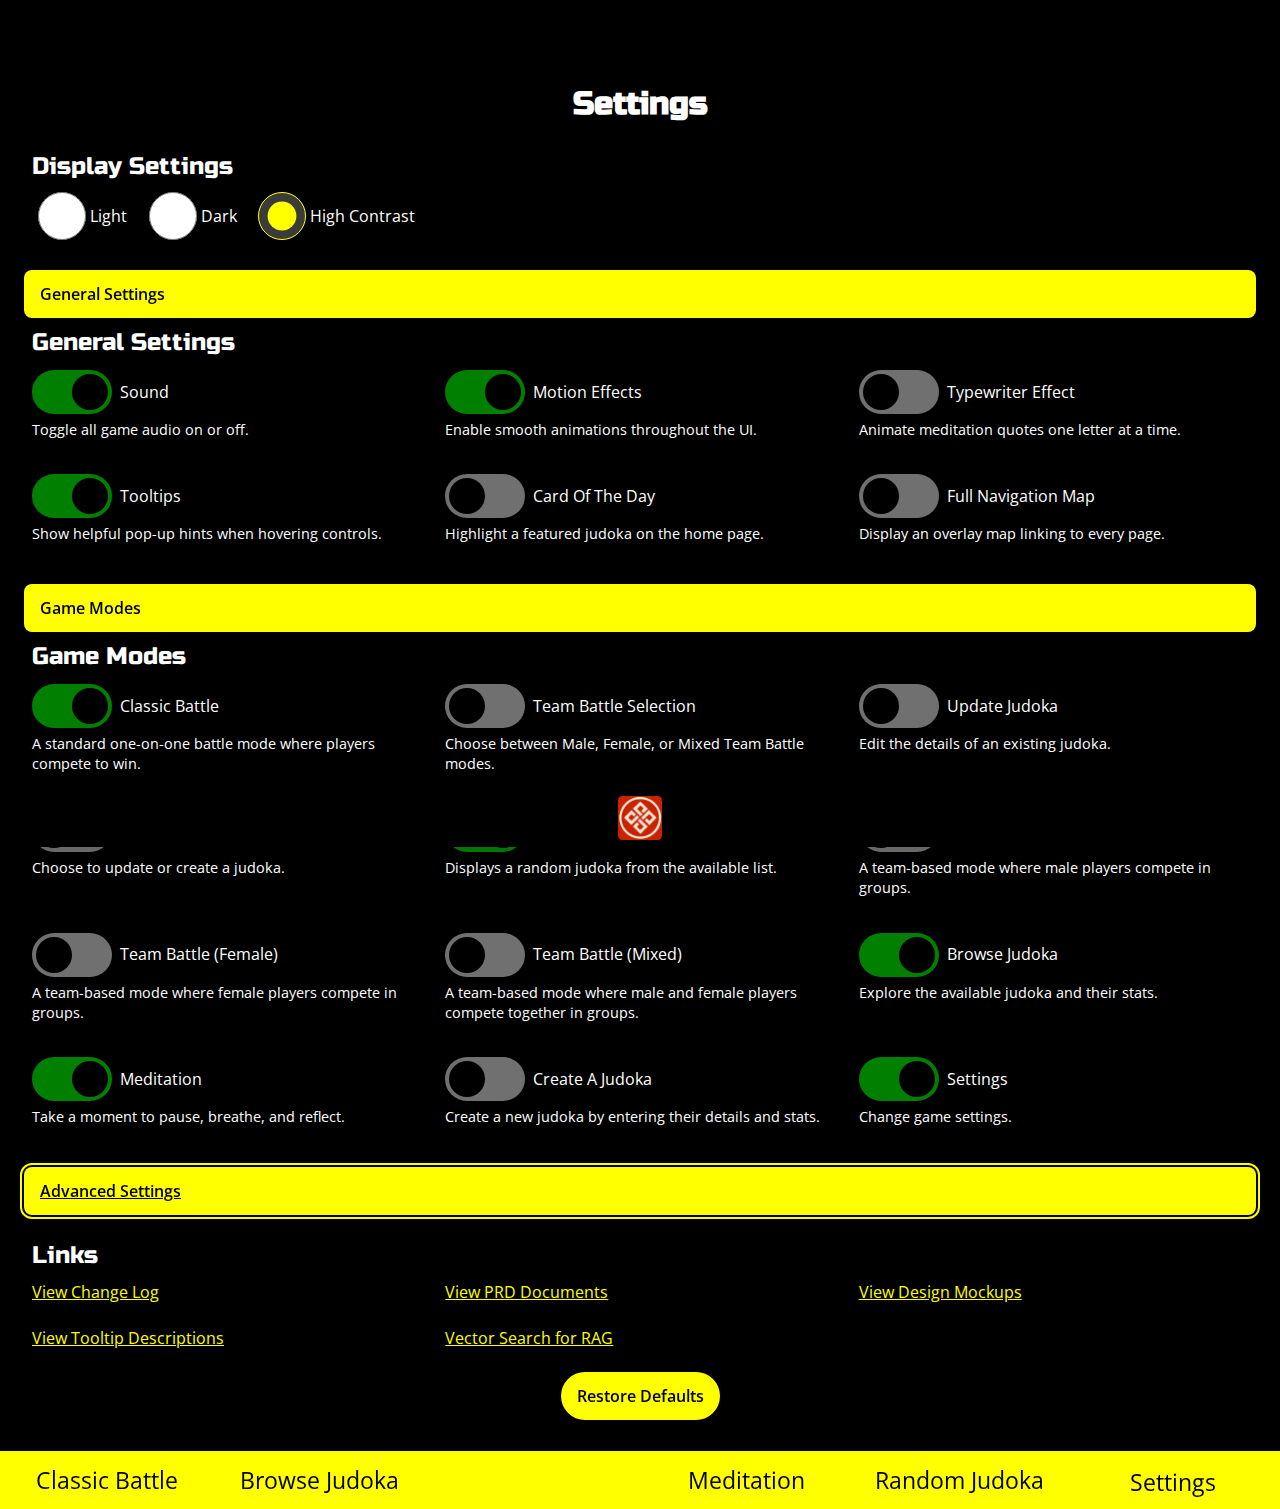 Settings
Display Settings
Light
Dark
High Contrast
General Settings
General Settings
Sound
Toggle all game audio on or off.
Motion Effects
Enable smooth animations throughout the UI.
Typewriter Effect
Animate meditation quotes one letter at a time.
Tooltips
Show helpful pop-up hints when hovering controls.
Card Of The Day
Highlight a featured judoka on the home page.
Full Navigation Map
Display an overlay map linking to every page.
Game Modes
Game Modes
Classic Battle
A standard one-on-one battle mode where players
compete to win.
Team Battle Selection
Choose between Male, Female, or Mixed Team Battle
modes.
Update Judoka
Edit the details of an existing judoka.
Choose to update or create a judoka.
Displays a random judoka from the available list.
A team-based mode where male players compete in
groups.
Team Battle (Female)
A team-based mode where female players compete in
groups.
Team Battle (Mixed)
A team-based mode where male and female players
compete together in groups.
Browse Judoka
Explore the available judoka and their stats.
Meditation
Take a moment to pause, breathe, and reflect.
Create A Judoka
Create a new judoka by entering their details and stats.
Settings
Change game settings.
Advanced Settings
Links
View Change Log
View PRD Documents
View Design Mockups
View Tooltip Descriptions
Vector Search for RAG
Restore Defaults
Classic Battle
Browse Judoka
Meditation
Random Judoka
Settings